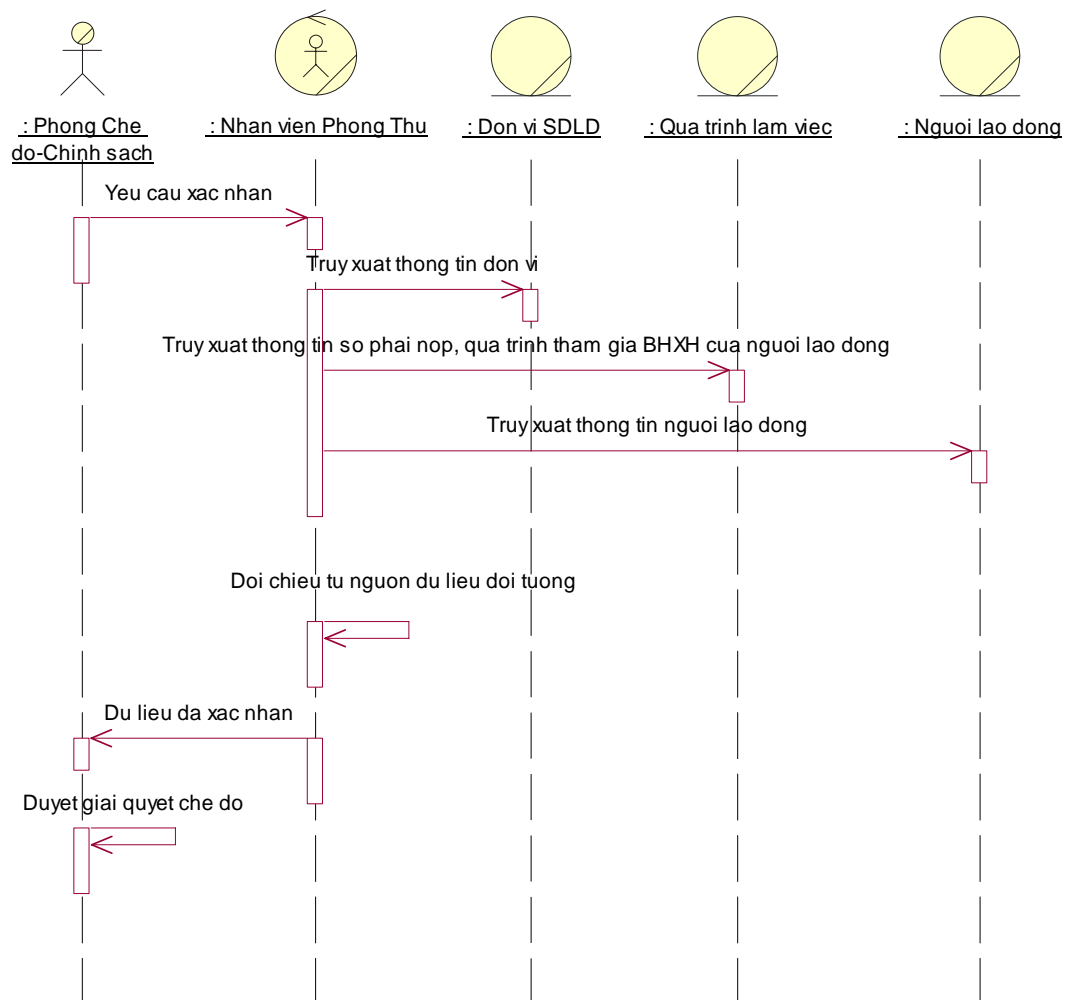 : Phong Che
do-Chinh sach
: Nhan vien Phong Thu
: Don vi SDLD
: Qua trinh lam viec
: Nguoi lao dong
Yeu cau xac nhan
Truy xuat thong tin don vi
Truy xuat thong tin so phai nop, qua trinh tham gia BHXH cua nguoi lao dong
Truy xuat thong tin nguoi lao dong
Doi chieu tu nguon du lieu doi tuong
Du lieu da xac nhan
Duyet giai quyet che do